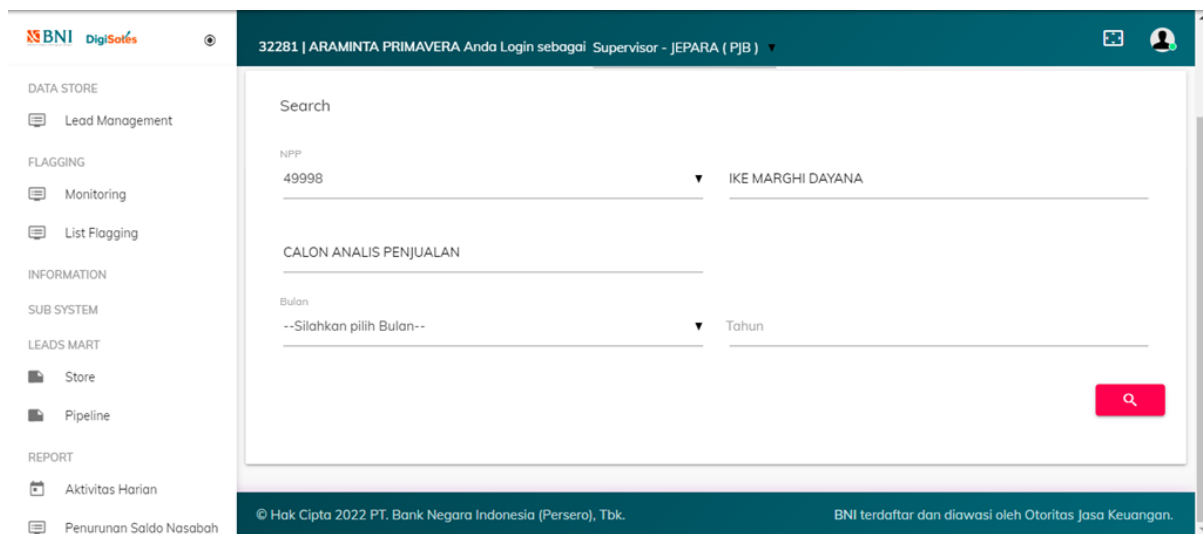 BNI DigiSales
32281 | ARAMINTA PRIMAVERA Anda Login sebagai Supervisor - JEPARA ( PJB )
DATA STORE
Lead Management
FLAGGING
Monitoring
List Flagging
INFORMATION
SUB SYSTEM
LEADS MART
Store
Pipeline
REPORT
Aktivitas Harian
Penurunan Saldo Nasabah
Search
NPP
49998
IKE MARGHI DAYANA
CALON ANALIS PENJUALAN
Bulan
--Silahkan pilih Bulan--
Tahun
© Hak Cipta 2022 PT. Bank Negara Indonesia (Persero), Tbk.
BNI terdaftar dan diawasi oleh Otoritas Jasa Keuangan.